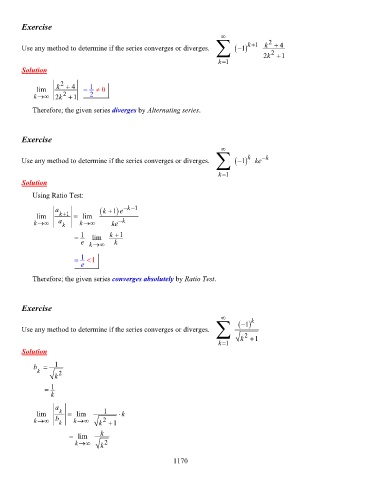 Exercise
Use any method to determine if the series converges or diverges. \sum_{k=1}^{\infty} (-1)^{k+1} \frac{k^2+4}{2k^2+1}
Solution
\lim_{k\to\infty} \left| \frac{k^2+4}{2k^2+1} \right| = \frac{1}{2} \neq 0
Therefore; the given series diverges by Alternating series.
Exercise
Use any method to determine if the series converges or diverges. \sum_{k=1}^{\infty} (-1)^k ke^{-k}
Solution
Using Ratio Test:
\lim_{k\to\infty} \left| \frac{a_{k+1}}{a_k} \right| = \lim_{k\to\infty} \frac{(k+1)e^{-k-1}}{ke^{-k}}
= \frac{1}{e} \lim_{k\to\infty} \frac{k+1}{k}
= \frac{1}{e} < 1
Therefore; the given series converges absolutely by Ratio Test.
Exercise
Use any method to determine if the series converges or diverges. \sum_{k=1}^{\infty} \frac{(-1)^k}{\sqrt{k^2+1}}
Solution
b_k = \frac{1}{\sqrt{k^2}}
= \frac{1}{k}
\lim_{k\to\infty} \left| \frac{a_k}{b_k} \right| = \lim_{k\to\infty} \frac{1}{\sqrt{k^2+1}} \cdot k
= \lim_{k\to\infty} \frac{k}{\sqrt{k^2}}
1170